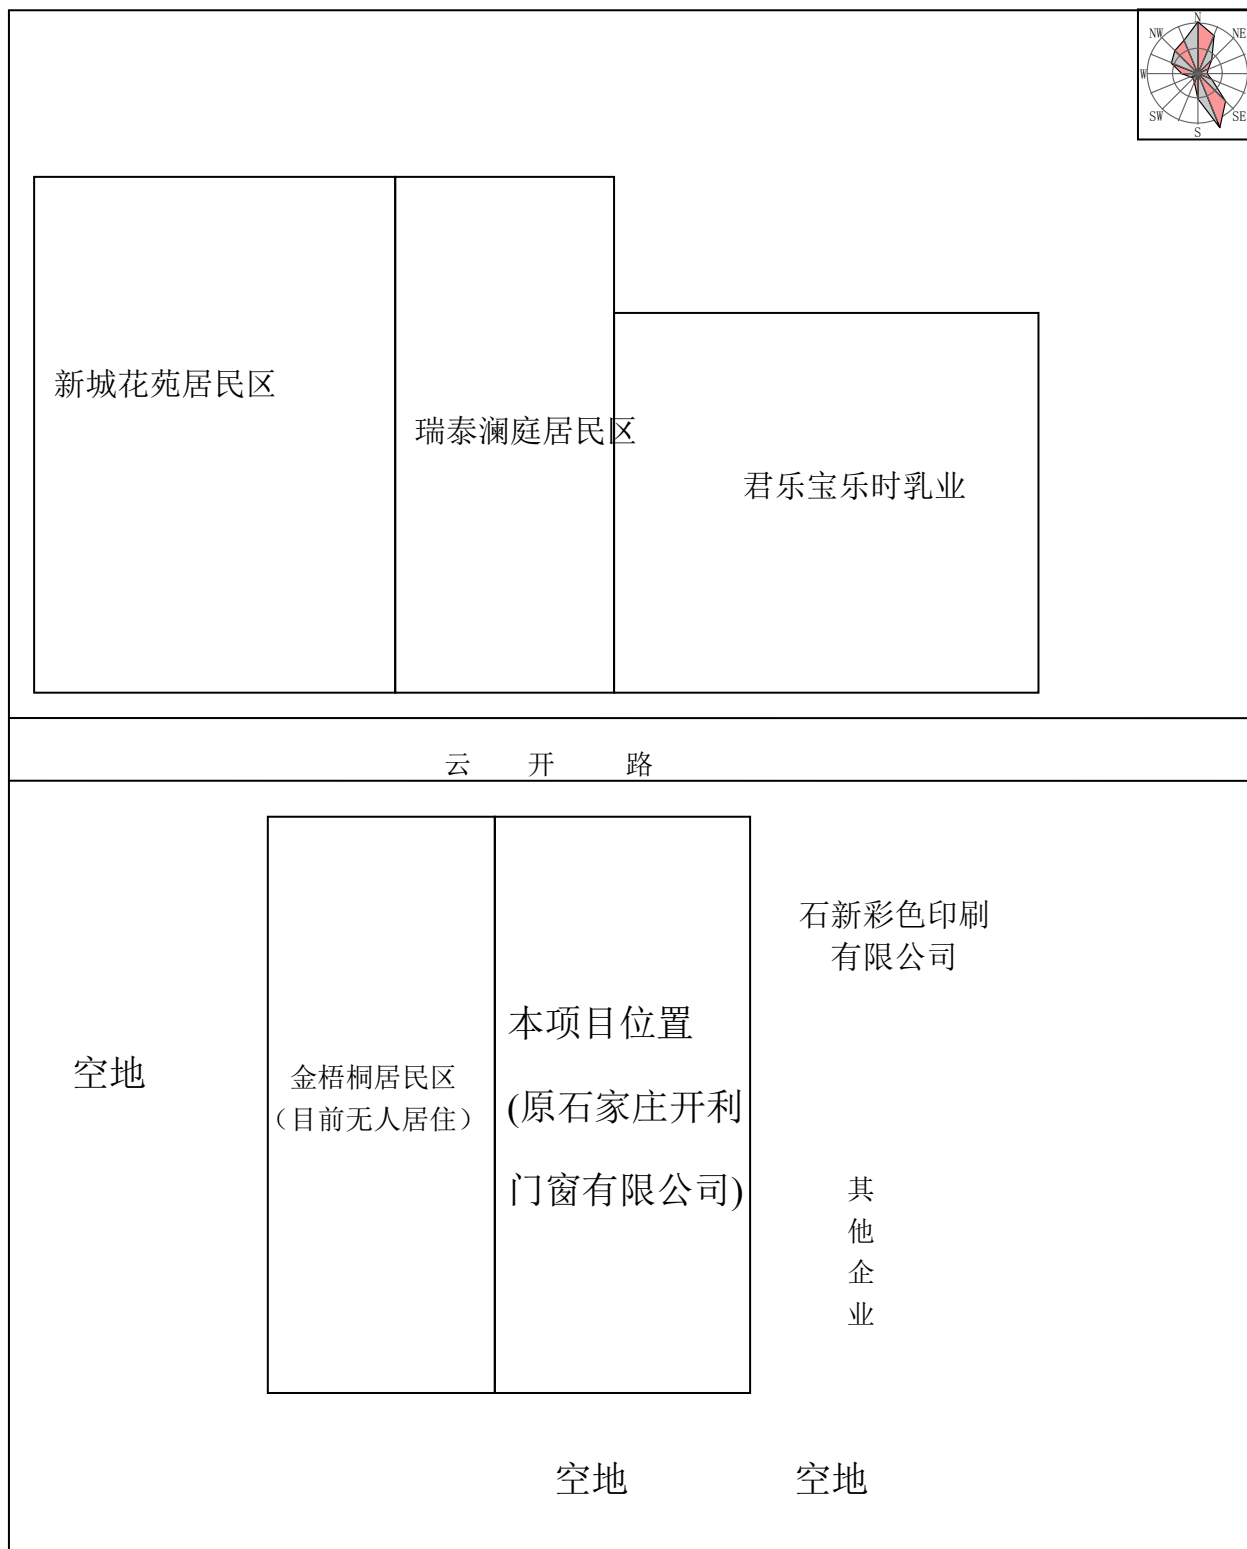 N
NW
NE
W
SW
SE
S
新城花苑居民区
瑞泰澜庭居民区
君乐宝乐时乳业
云 开 路
石新彩色印刷
有限公司
本项目位置
(原石家庄开利
门窗有限公司)
空地
金梧桐居民区
（目前无人居住）
其
他
企
业
空地
空地